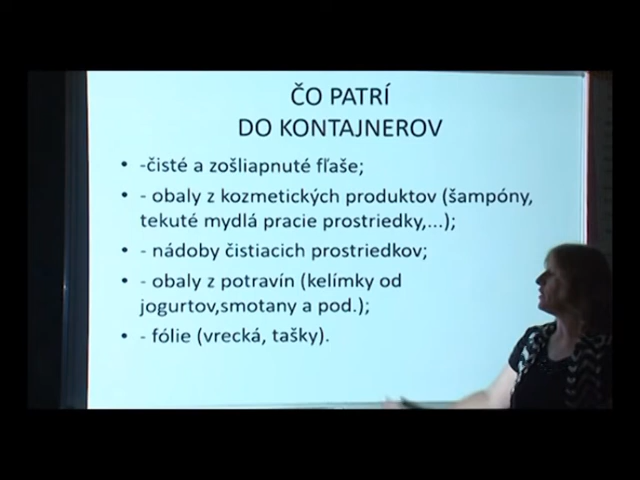 ČO PATRÍ
DO KONTAJNEROV
• -čisté a zošliapnuté fľaše;
• - obaly z kozmetických produktov (šampóny,
tekuté mydlá pracie prostriedky,...);
• - nádoby čistiacich prostriedkov;
• - obaly z potravín (kelímky od
jogurtov,smotany a pod.);
• - fólie (vrecká, tašky).